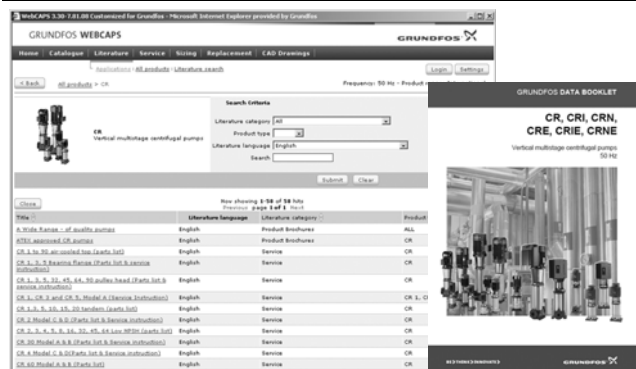 WebCAPS 3.30-7.01.08 Customized for Grundfos - Microsoft Internet Explorer provided by Grundfos
GRUNDFOS WEBCAPS
GRUNDFOS
Home Catalogue Literature Service Sizing Replacement CAD Drawings
Applications › All products › Literature search
Login Settings
< Back All products > CR
Frequency: 50 Hz - Product
Search Criteria
CR
Vertical multistage centrifugal pumps
Literature category All
Product type
Literature language English
Search
Submit Clear
Close
Now showing 1-58 of 58 hits
Previous page 1 of 1 Next
Title Literature language Literature category Product
A Wide Range - of quality pumps English Product Brochures ALL
ATEX approved CR pumps English Product Brochures CR
CR 1 to 90 air-cooled top (parts list) English Service CR
CR 1, 3, 5 Bearing flange (Parts list & service instruction) English Service CR
CR 1, 3, 5, 32, 45, 64, 90 pulley head (Parts list & service instruction) English Service CR
CR 1, CR 3 and CR 5, Model A (Service Instruction) English Service CR 1, C
CR 1,3, 5, 10, 15, 20 tandem (parts list) English Service CR
CR 2 Model C & D (Parts list & Service instruction) English Service CR
CR 2, 3, 4, 5, 8, 16, 32, 45, 64 Low NPSH (parts list) English Service CR
CR 30 Model A & B (Parts list & Service instruction) English Service CR
CR 4 Model C & D(Parts list & Service instruction) English Service CR
CR 60 Model A & B (Parts list) English Service CR
GRUNDFOS DATA BOOKLET
CR, CRI, CRN,
CRE, CRIE, CRNE
Vertical multistage centrifugal pumps
50 Hz
BE > THINK > INNOVATE >
GRUNDFOS